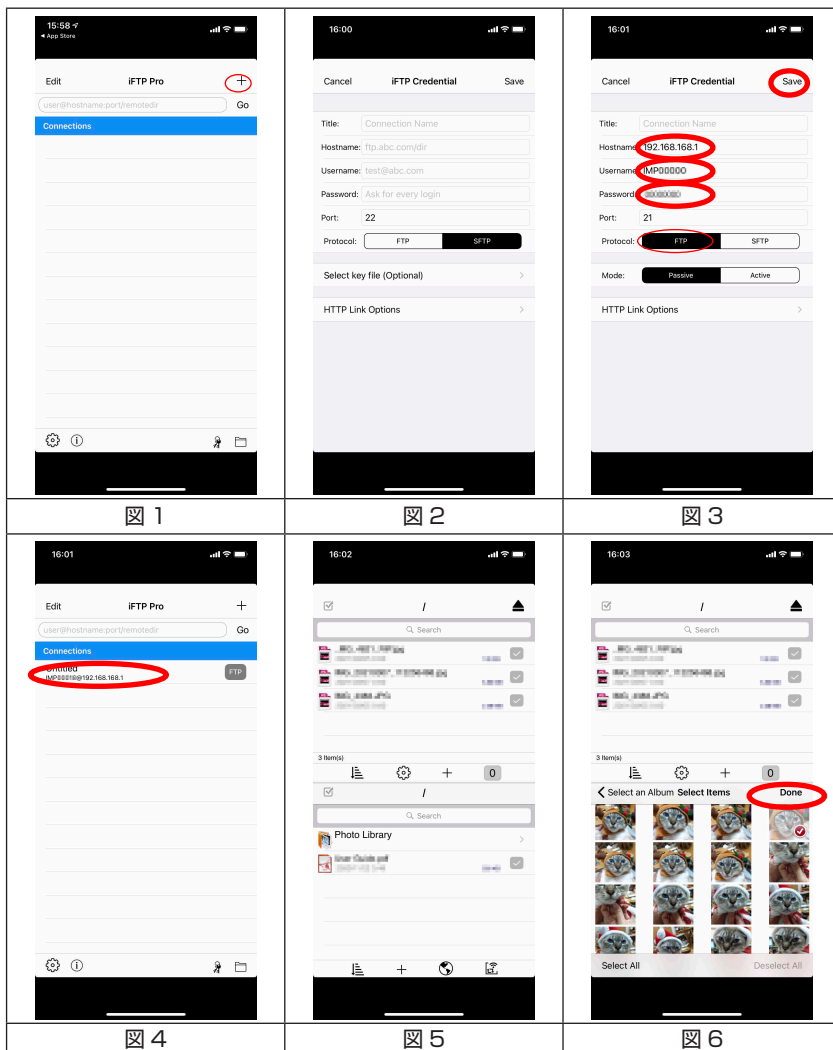 15:58
App Store
Edit
iFTP Pro
+
user@hostname:port/remotedir
Go
Connections
図1
16:00
Cancel
iFTP Credential
Save
Title:
Connection Name
Hostname:
ftp.abc.com/dir
Username:
test@abc.com
Password:
Ask for every login
Port:
22
Protocol:
FTP
SFTP
Select key file (Optional)
HTTP Link Options
図2
16:01
Cancel
iFTP Credential
Save
Title:
Connection Name
Hostname
192.168.168.1
Username
IMP00000
Password
Port:
21
Protocol:
FTP
SFTP
Mode:
Passive
Active
HTTP Link Options
図3
16:01
Edit
iFTP Pro
+
user@hostname:port/remotedir
Go
Connections
Untitled
@192.168.168.1
FTP
図4
16:02
/
Search
3 Item(s)
+
0
/
Search
Photo Library
+
図5
16:03
/
Search
3 Item(s)
+
0
Select an Album
Select Items
Done
Select All
Deselect All
図6